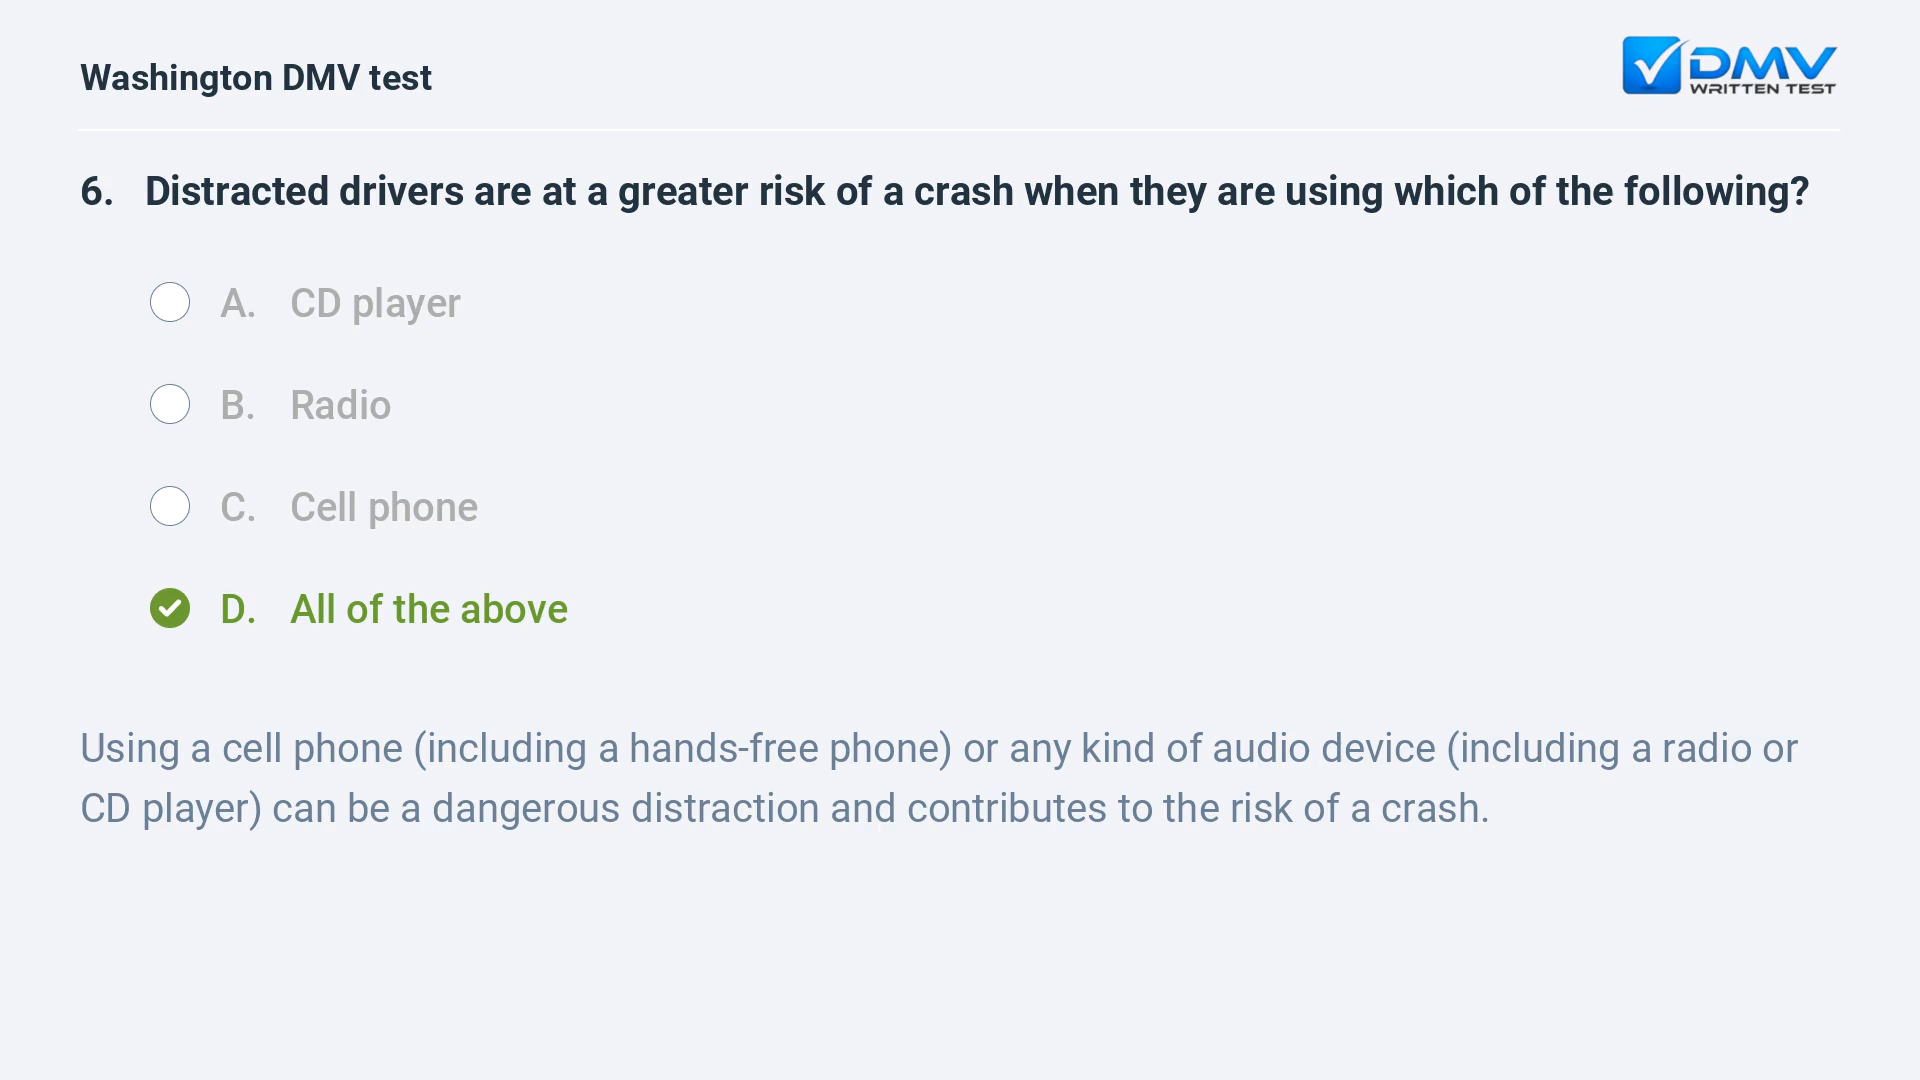 Washington DMV test
DMV
WRITTEN TEST
6. Distracted drivers are at a greater risk of a crash when they are using which of the following?
A. CD player
B. Radio
C. Cell phone
D. All of the above
Using a cell phone (including a hands-free phone) or any kind of audio device (including a radio or
CD player) can be a dangerous distraction and contributes to the risk of a crash.